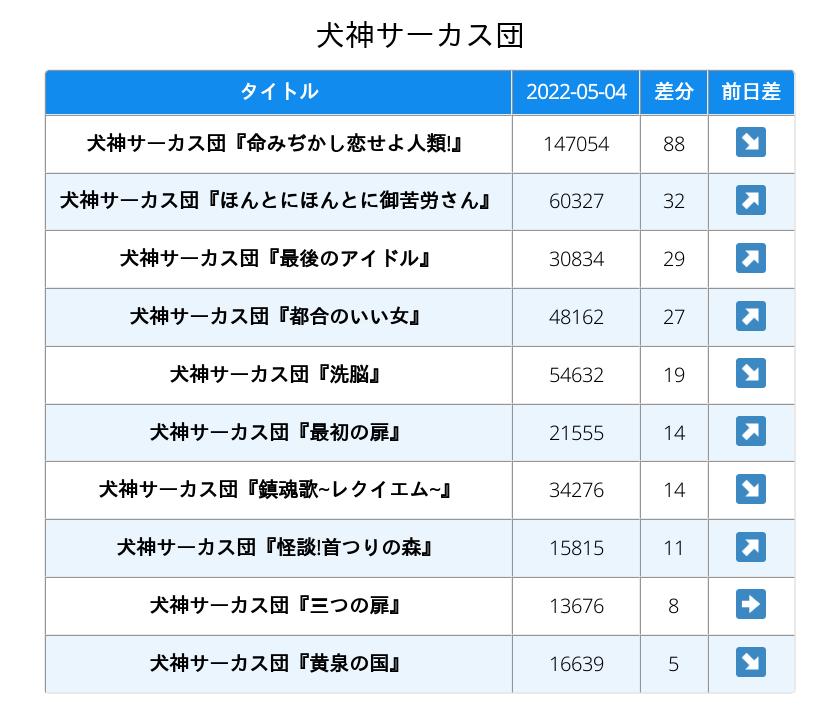 犬神サーカス団
タイトル 2022-05-04 差分 前日差
犬神サーカス団『命みぢかし恋せよ人類!』 147054 88 ↘
犬神サーカス団『ほんとにほんとに御苦労さん』 60327 32 ↗
犬神サーカス団『最後のアイドル』 30834 29 ↗
犬神サーカス団『都合のいい女』 48162 27 ↗
犬神サーカス団『洗脳』 54632 19 ↘
犬神サーカス団『最初の扉』 21555 14 ↗
犬神サーカス団『鎮魂歌~レクイエム~』 34276 14 ↘
犬神サーカス団『怪談!首つりの森』 15815 11 ↗
犬神サーカス団『三つの扉』 13676 8 ➡
犬神サーカス団『黄泉の国』 16639 5 ↘